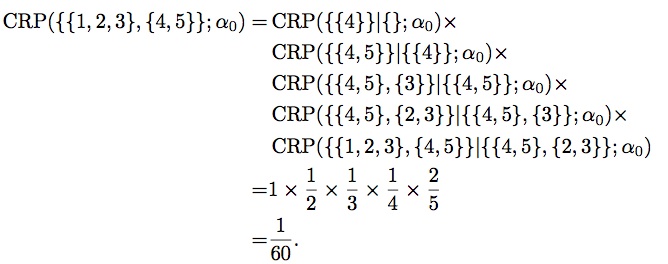 CRP({{1, 2, 3}, {4, 5}}; α₀) = CRP({{4}}|{}; α₀)×
CRP({{4, 5}}|{{4}}; α₀)×
CRP({{4, 5}, {3}}|{{4, 5}}; α₀)×
CRP({{4, 5}, {2, 3}}|{{4, 5}, {3}}; α₀)×
CRP({{1, 2, 3}, {4, 5}}|{{4, 5}, {2, 3}}; α₀)
=1 × 1/2 × 1/3 × 1/4 × 2/5
=1/60.